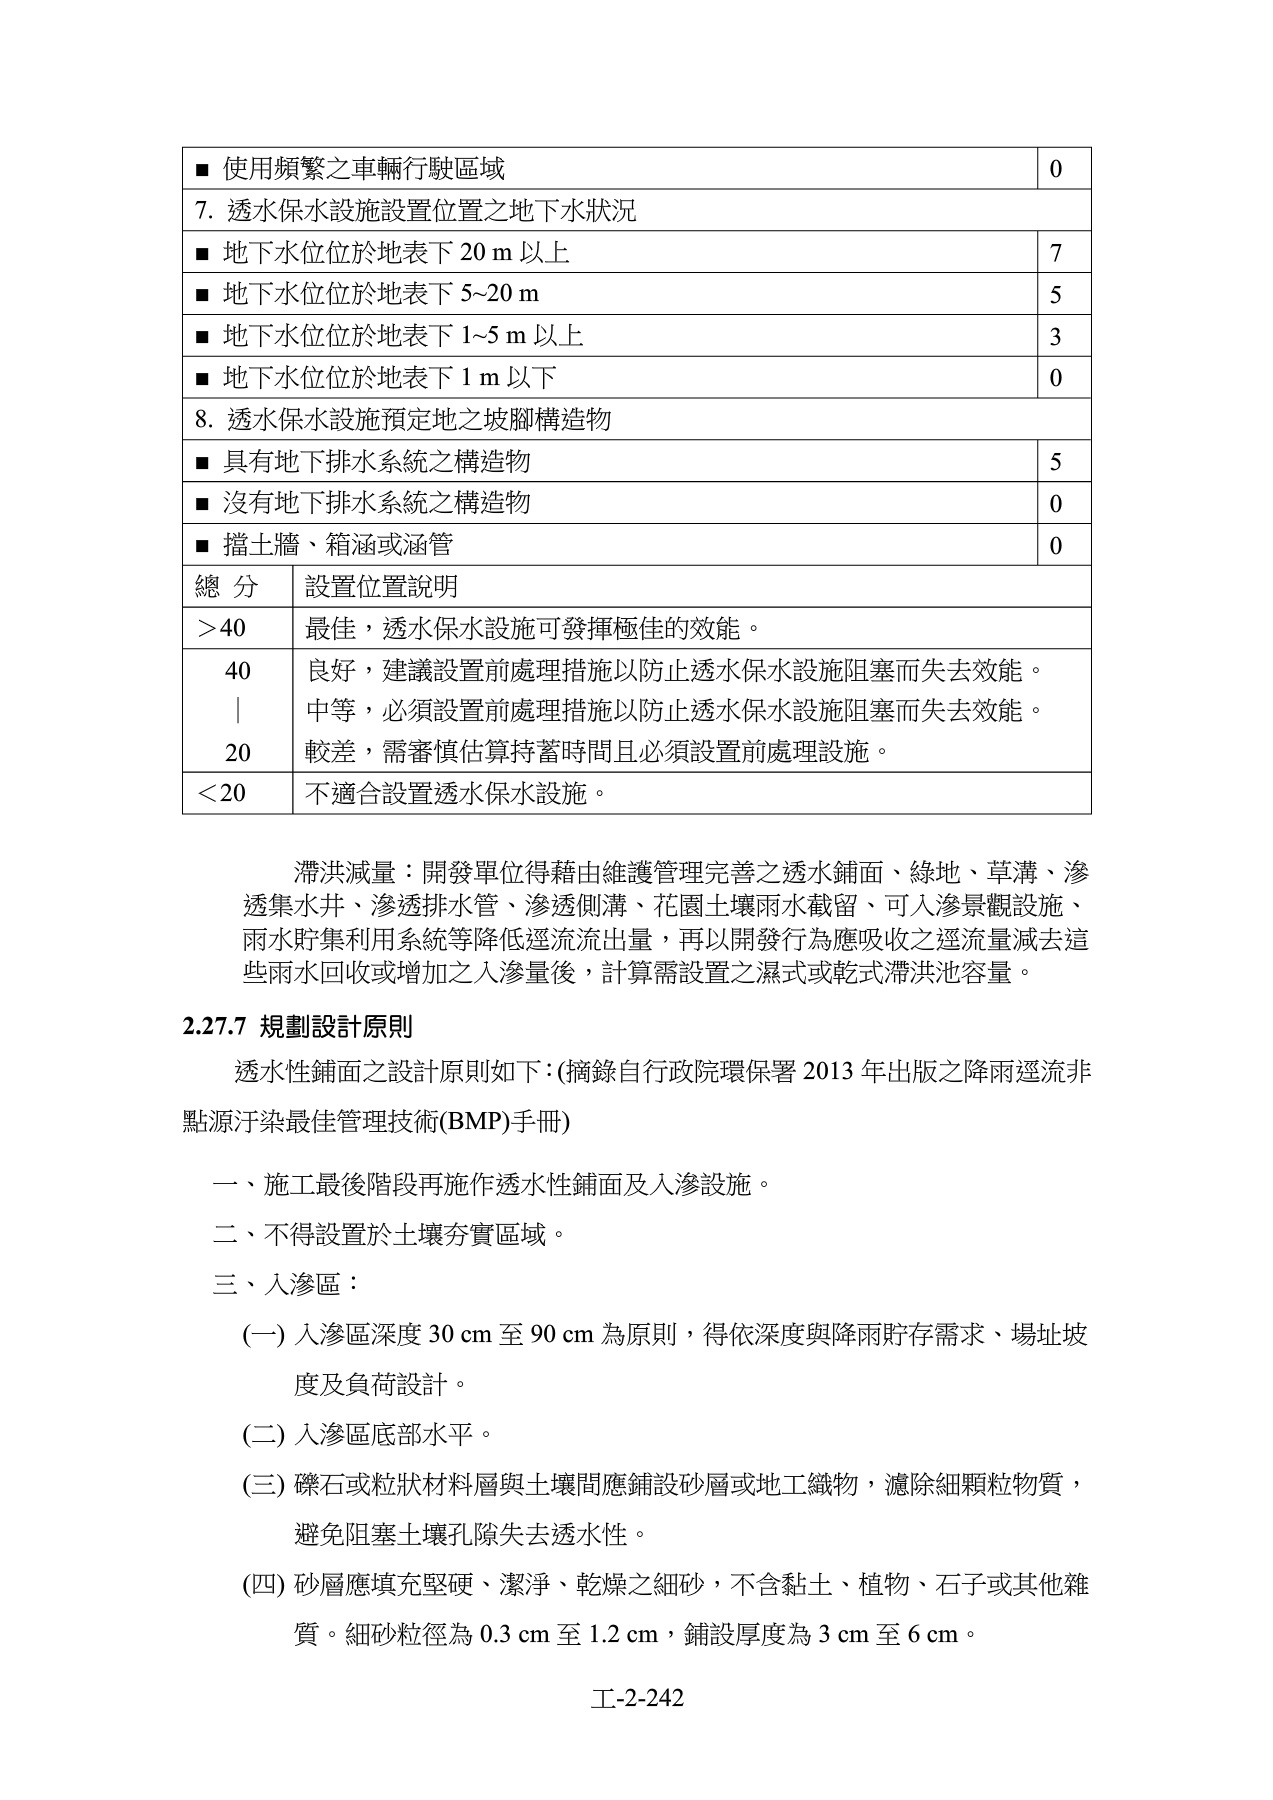 ■ 使用頻繁之車輛行駛區域 0
7. 透水保水設施設置位置之地下水狀況
■ 地下水位位於地表下 20 m 以上 7
■ 地下水位位於地表下 5~20 m 5
■ 地下水位位於地表下 1~5 m 以上 3
■ 地下水位位於地表下 1 m 以下 0
8. 透水保水設施預定地之坡腳構造物
■ 具有地下排水系統之構造物 5
■ 沒有地下排水系統之構造物 0
■ 擋土牆、箱涵或涵管 0
總 分 設置位置說明
＞40 最佳，透水保水設施可發揮極佳的效能。
40 良好，建議設置前處理措施以防止透水保水設施阻塞而失去效能。
｜ 中等，必須設置前處理措施以防止透水保水設施阻塞而失去效能。
20 較差，需審慎估算持蓄時間且必須設置前處理設施。
＜20 不適合設置透水保水設施。
滯洪減量：開發單位得藉由維護管理完善之透水鋪面、綠地、草溝、滲
透集水井、滲透排水管、滲透側溝、花園土壤雨水截留、可入滲景觀設施、
雨水貯集利用系統等降低逕流流出量，再以開發行為應吸收之逕流量減去這
些雨水回收或增加之入滲量後，計算需設置之濕式或乾式滯洪池容量。
2.27.7 規劃設計原則
透水性鋪面之設計原則如下：(摘錄自行政院環保署 2013 年出版之降雨逕流非
點源汙染最佳管理技術(BMP)手冊)
一、施工最後階段再施作透水性鋪面及入滲設施。
二、不得設置於土壤夯實區域。
三、入滲區：
(一) 入滲區深度 30 cm 至 90 cm 為原則，得依深度與降雨貯存需求、場址坡
度及負荷設計。
(二) 入滲區底部水平。
(三) 礫石或粒狀材料層與土壤間應鋪設砂層或地工織物，濾除細顆粒物質，
避免阻塞土壤孔隙失去透水性。
(四) 砂層應填充堅硬、潔淨、乾燥之細砂，不含黏土、植物、石子或其他雜
質。細砂粒徑為 0.3 cm 至 1.2 cm，鋪設厚度為 3 cm 至 6 cm。
工-2-242